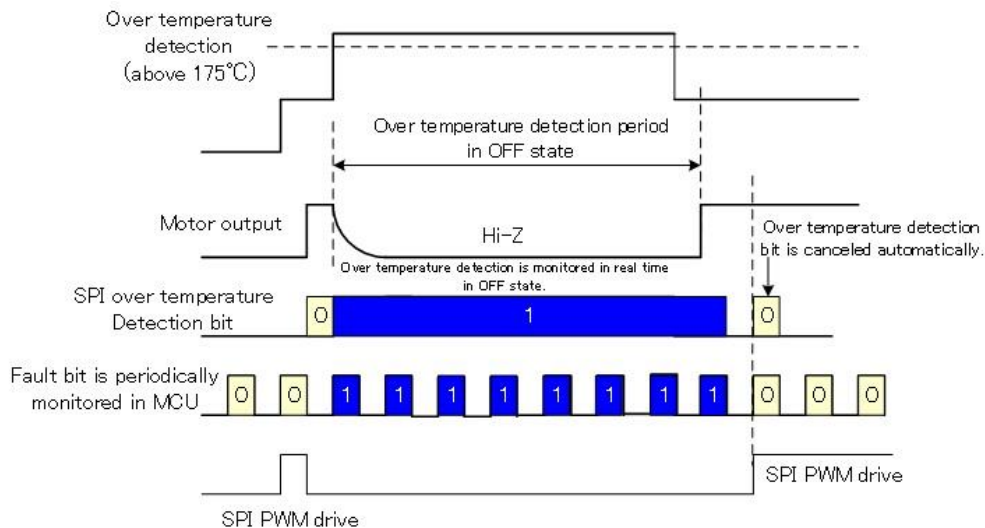 Over temperature
detection
(above 175℃)
Over temperature detection period
in OFF state
Motor output
Hi-Z
Over temperature detection
bit is canceled automatically.
Over temperature detection is monitored in real time
in OFF state.
SPI over temperature
Detection bit
0 1 0
Fault bit is periodically
monitored in MCU
0 0 1 1 1 1 1 1 1 1 0 0 0
SPI PWM drive
SPI PWM drive